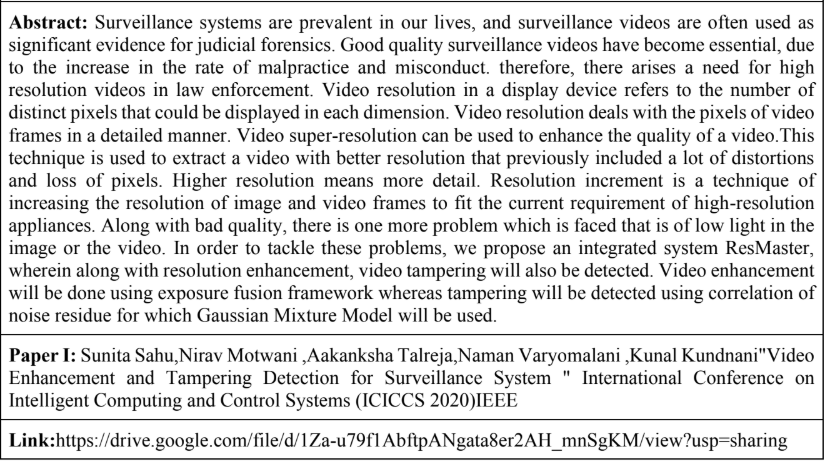 Abstract: Surveillance systems are prevalent in our lives, and surveillance videos are often used as
significant evidence for judicial forensics. Good quality surveillance videos have become essential, due
to the increase in the rate of malpractice and misconduct. therefore, there arises a need for high
resolution videos in law enforcement. Video resolution in a display device refers to the number of
distinct pixels that could be displayed in each dimension. Video resolution deals with the pixels of video
frames in a detailed manner. Video super-resolution can be used to enhance the quality of a video.This
technique is used to extract a video with better resolution that previously included a lot of distortions
and loss of pixels. Higher resolution means more detail. Resolution increment is a technique of
increasing the resolution of image and video frames to fit the current requirement of high-resolution
appliances. Along with bad quality, there is one more problem which is faced that is of low light in the
image or the video. In order to tackle these problems, we propose an integrated system ResMaster,
wherein along with resolution enhancement, video tampering will also be detected. Video enhancement
will be done using exposure fusion framework whereas tampering will be detected using correlation of
noise residue for which Gaussian Mixture Model will be used.
Paper I: Sunita Sahu,Nirav Motwani ,Aakanksha Talreja,Naman Varyomalani ,Kunal Kundnani"Video
Enhancement and Tampering Detection for Surveillance System " International Conference on
Intelligent Computing and Control Systems (ICICCS 2020)IEEE
Link:https://drive.google.com/file/d/1Za-u79f1AbftpANgata8er2AH_mnSgKM/view?usp=sharing